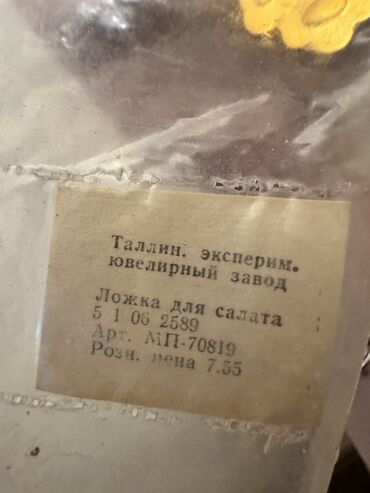 Таллин. эксперим.
ювелирный завод
Ложка для салата
5 1 06 2589
Арт. МП-70819
Розн. цена 7.55